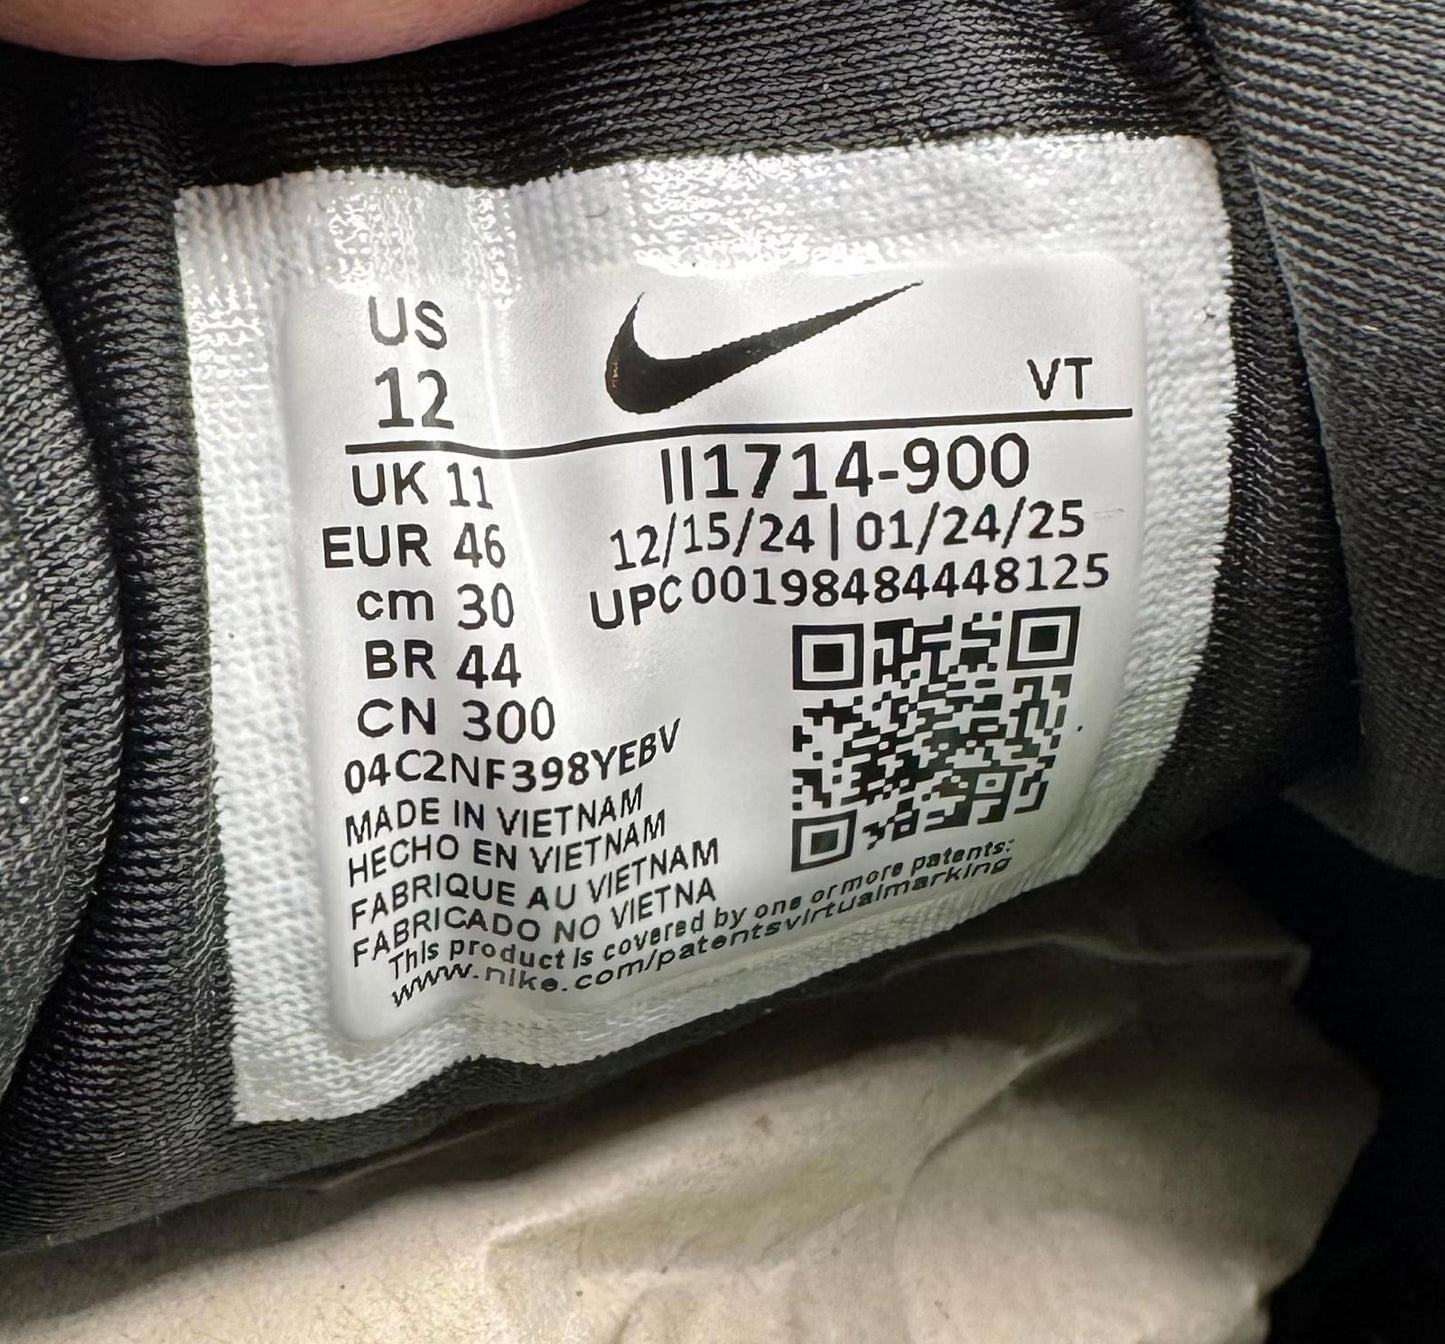 US
12
VT
UK 11
EUR 46
cm 30
BR 44
CN 300
II1714-900
12/15/24 | 01/24/25
UPC00198484448125
04C2NF398YEBV
MADE IN VIETNAM
HECHO EN VIETNAM
FABRIQUE AU VIETNAM
FABRICADO NO VIETNA
This product is covered by one or more patents:
www.nike.com/patentsvirtualmarking